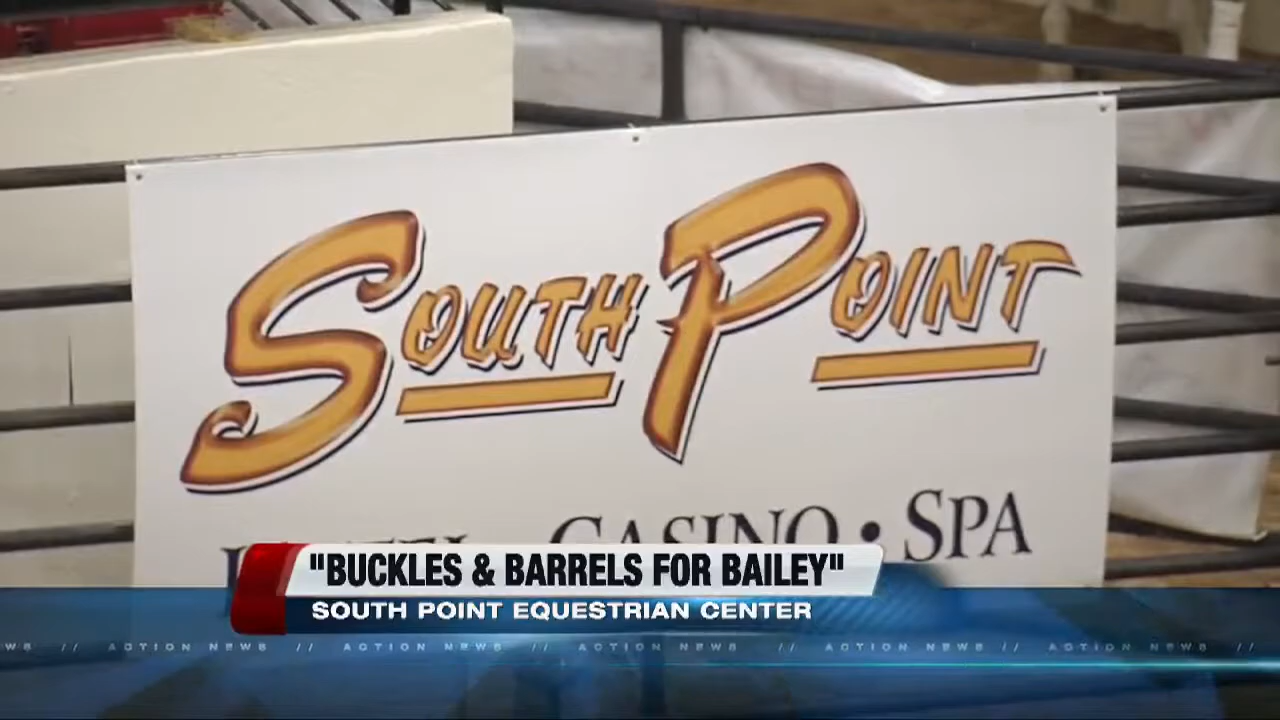 SOUTH POINT
CASINO • SPA
"BUCKLES & BARRELS FOR BAILEY"
SOUTH POINT EQUESTRIAN CENTER
WS // ACTION NEWS // ACTION NEWS // ACTION NEWS // ACTION NEWS // ACTION NEWS //